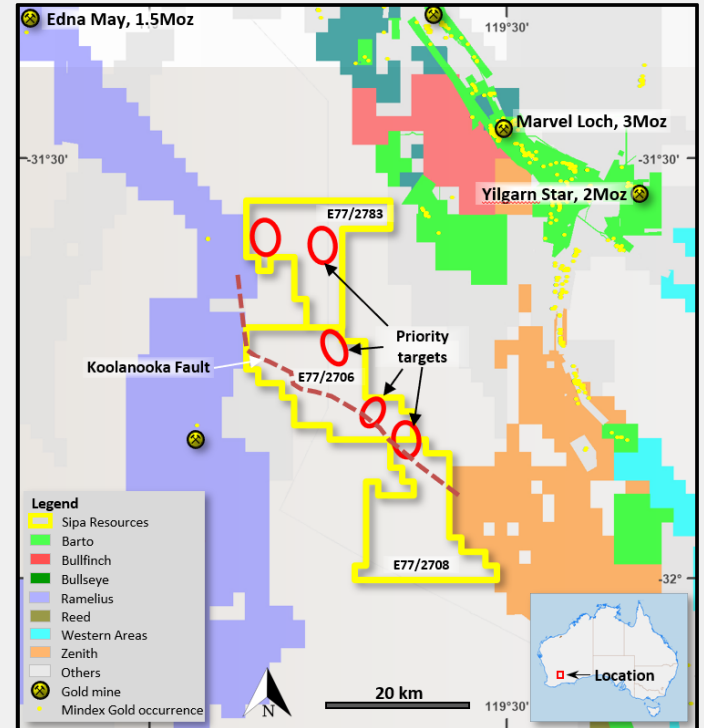 Edna May, 1.5Moz
119°30'
Marvel Loch, 3Moz
-31°30'
-31°30'
Yilgarn Star, 2Moz
E77/2783
Priority
targets
Koolanooka Fault
E77/2706
E77/2708
-32°
Legend
Sipa Resources
Barto
Bullfinch
Bullseye
Ramelius
Reed
Western Areas
Zenith
Others
Gold mine
Mindex Gold occurrence
N
20 km
119°30'
Location